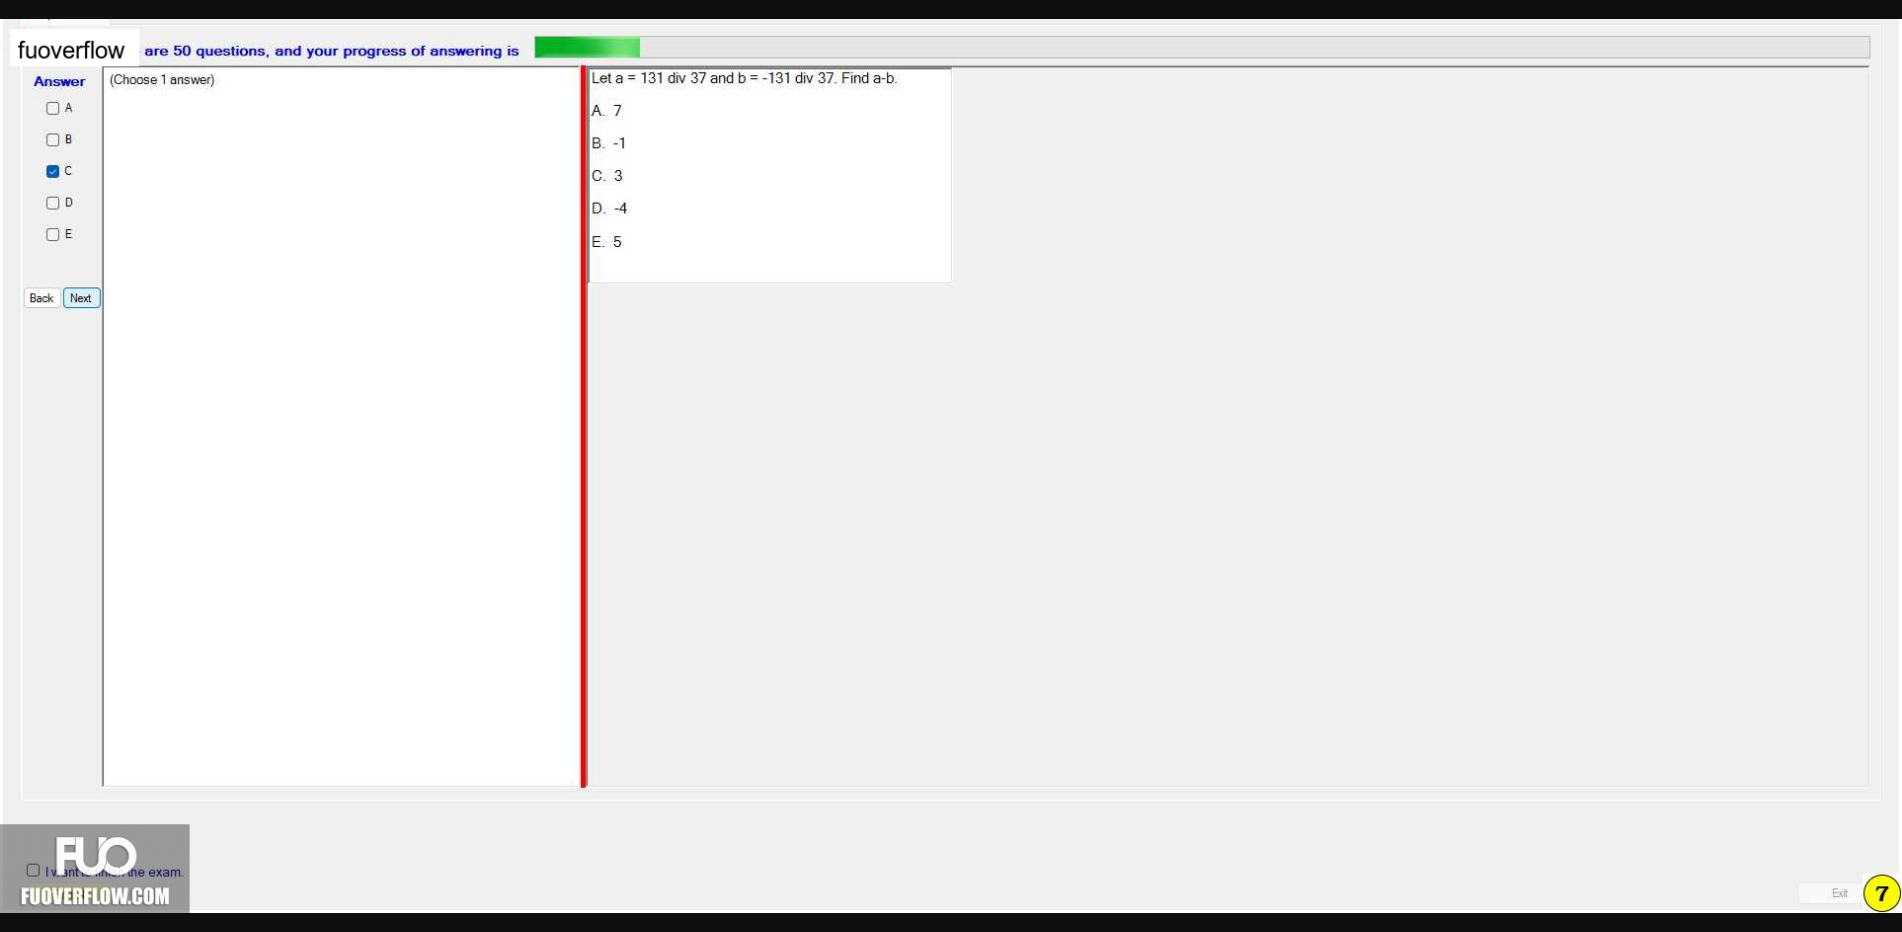 fuoverflow are 50 questions, and your progress of answering is
Answer
(Choose 1 answer)
Let a = 131 div 37 and b = -131 div 37. Find a-b.
A
A. 7
B
B. -1
C
C. 3
D
D. -4
E
E. 5
Back Next
FUO
the exam.
FUOVERFLOW.COM
Exit
7